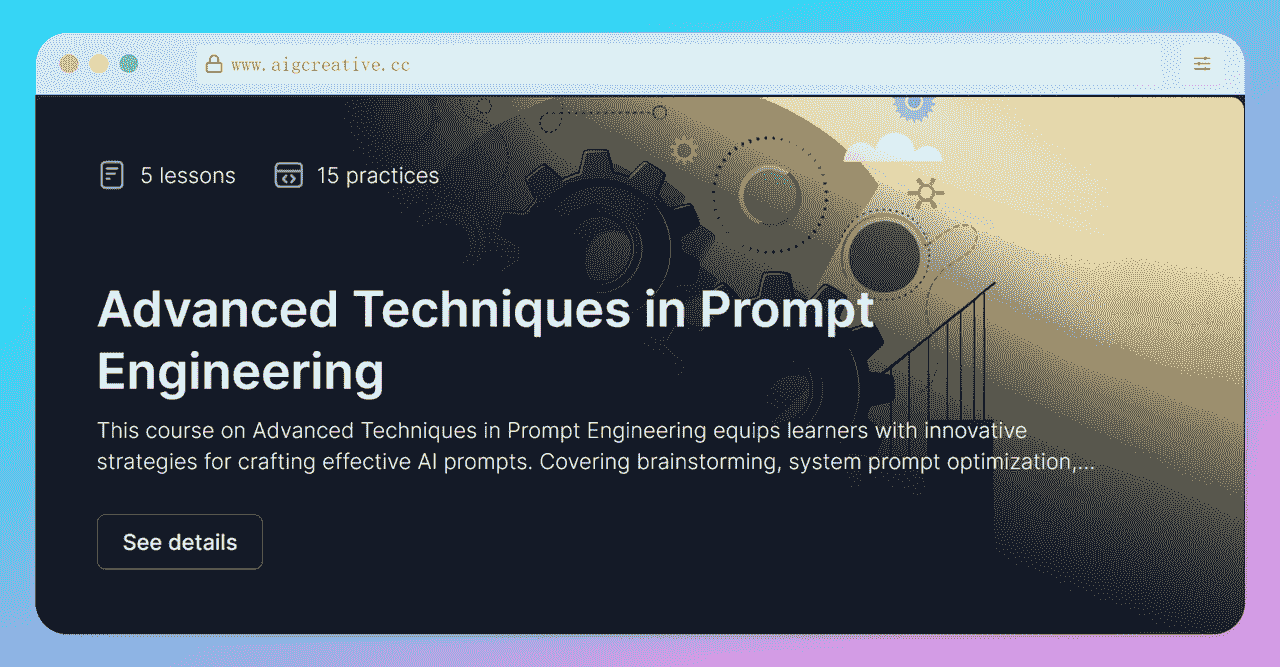 www.aigcreative.cc
5 lessons 15 practices
Advanced Techniques in Prompt
Engineering
This course on Advanced Techniques in Prompt Engineering equips learners with innovative
strategies for crafting effective AI prompts. Covering brainstorming, system prompt optimization,...
See details